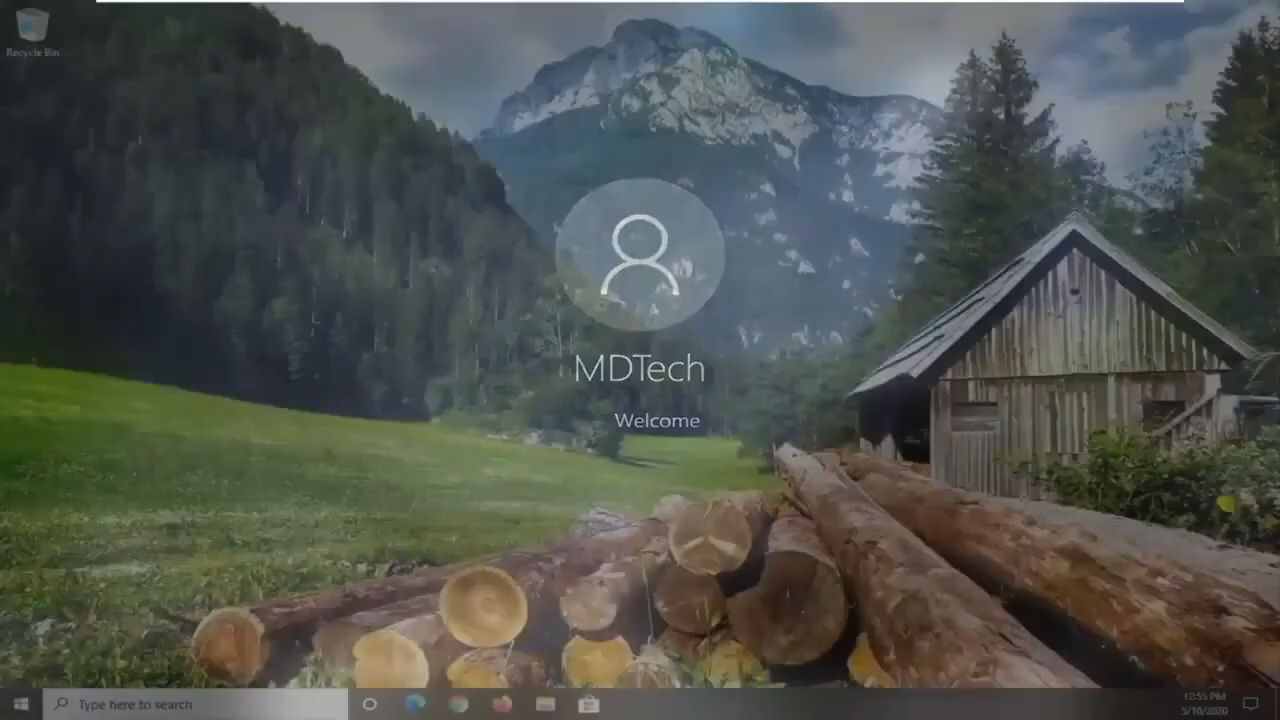 Recycle Bin
MDTech
Welcome
Type here to search
12:55 PM
5/10/2020